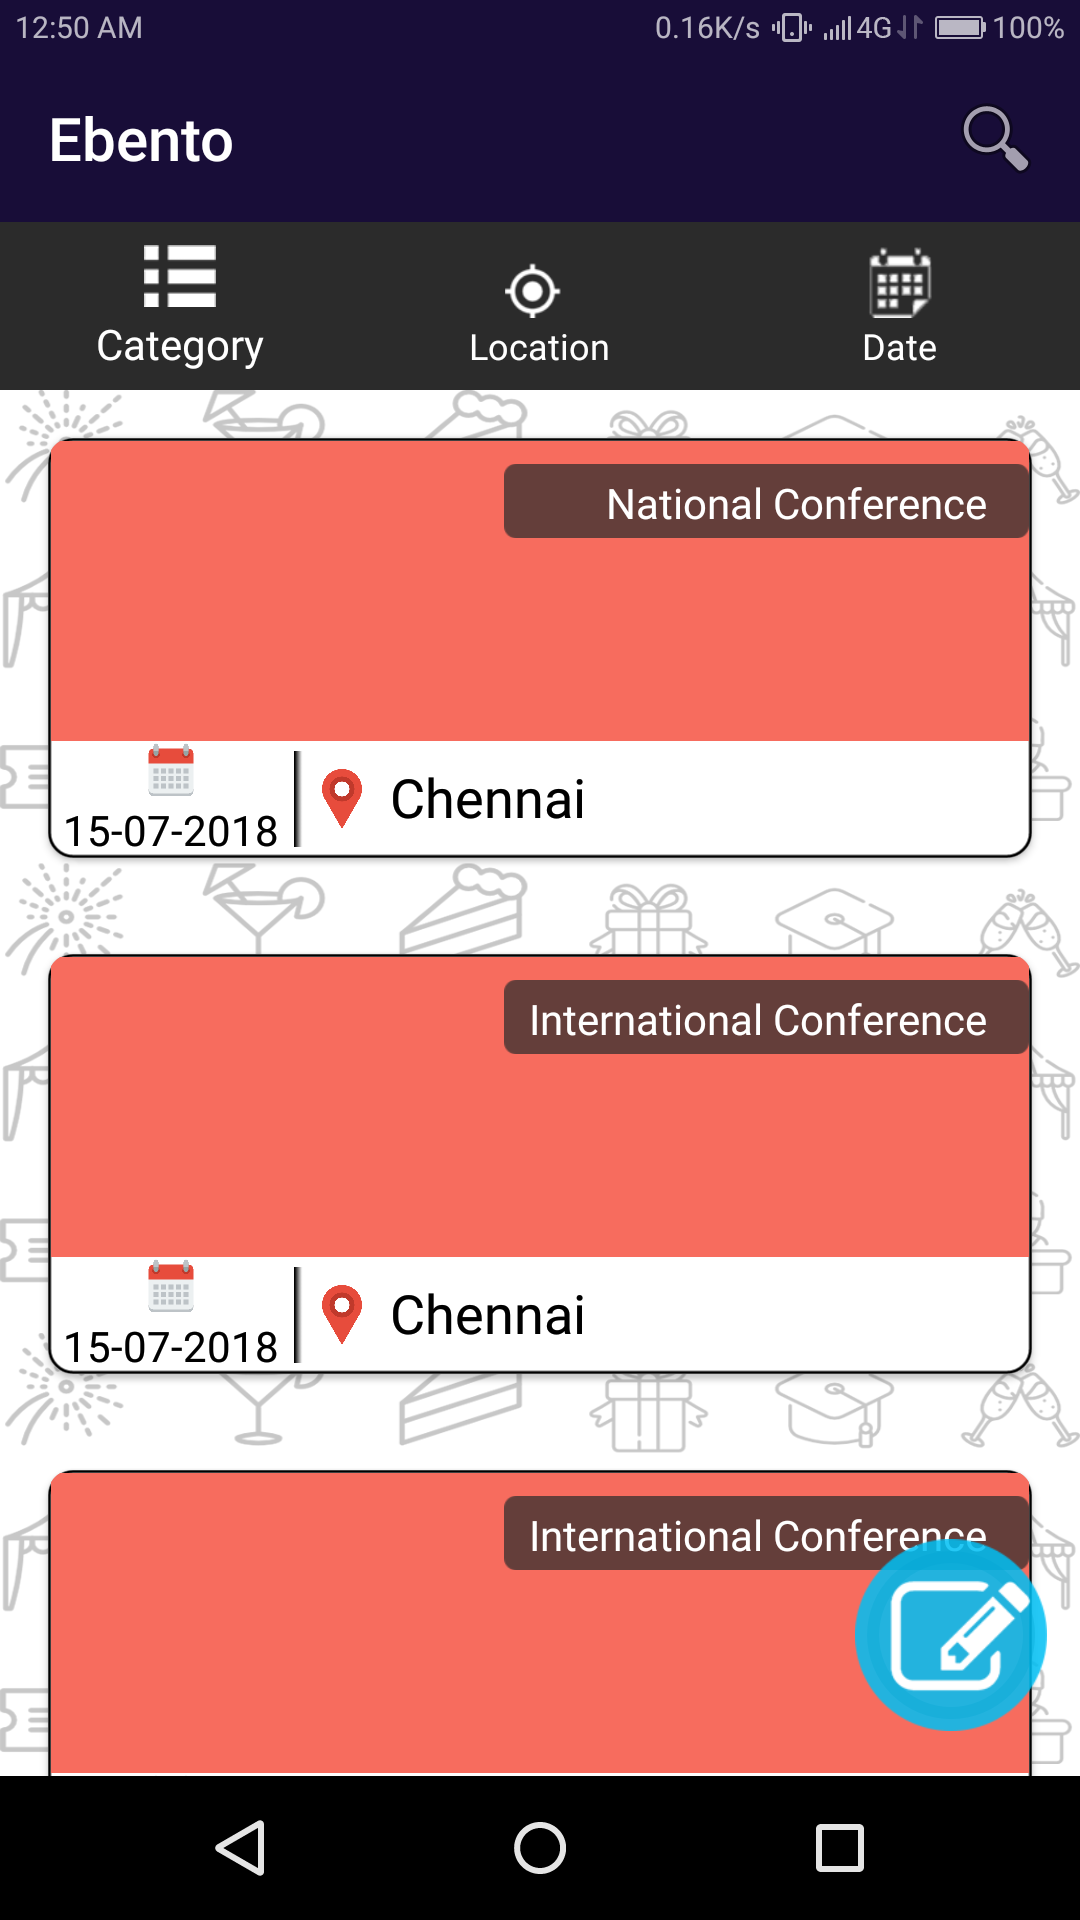 12:50 AM 0.16K/s 4G 100%
Ebento
Category Location Date
National Conference
15-07-2018 Chennai
International Conference
15-07-2018 Chennai
International Conference